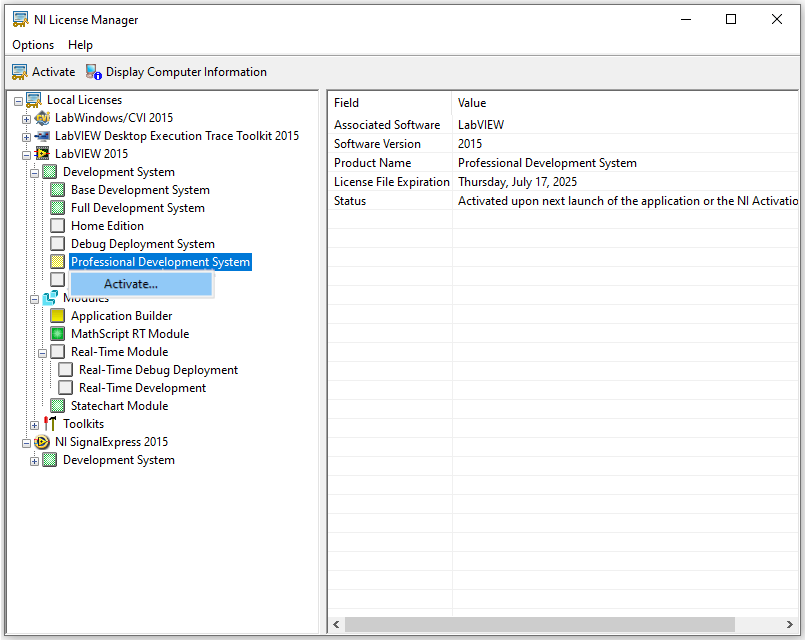 NI License Manager
Options Help
Activate Display Computer Information
Local Licenses
LabWindows/CVI 2015
LabVIEW Desktop Execution Trace Toolkit 2015
LabVIEW 2015
Development System
Base Development System
Full Development System
Home Edition
Debug Deployment System
Professional Development System
Activate...
Modules
Application Builder
MathScript RT Module
Real-Time Module
Real-Time Debug Deployment
Real-Time Development
Statechart Module
Toolkits
NI SignalExpress 2015
Development System
Field Value
Associated Software LabVIEW
Software Version 2015
Product Name Professional Development System
License File Expiration Thursday, July 17, 2025
Status Activated upon next launch of the application or the NI Activatio